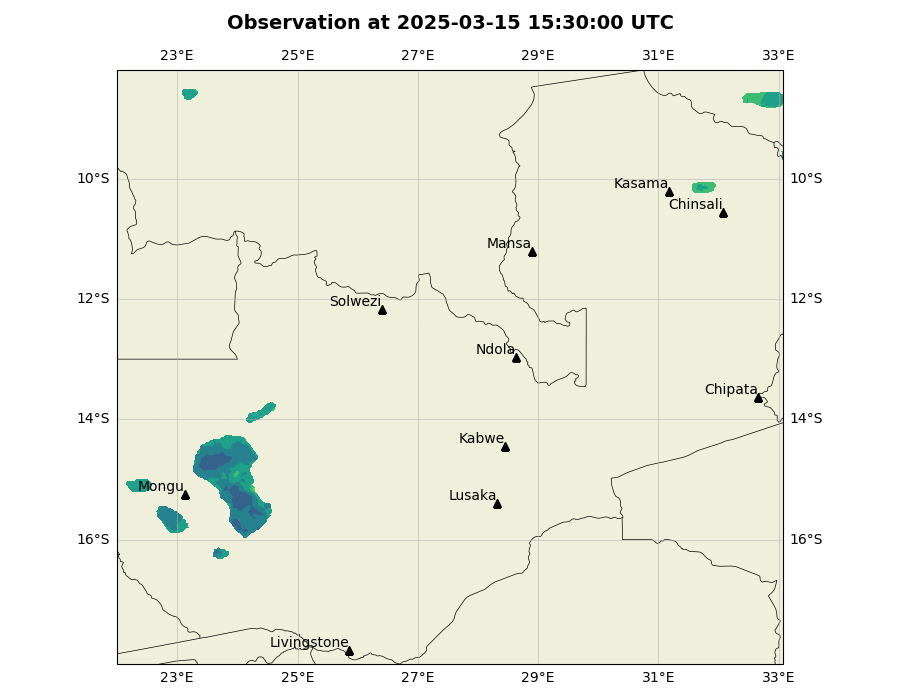 Observation at 2025-03-15 15:30:00 UTC
23°E 25°E 27°E 29°E 31°E 33°E
10°S 10°S
Kasama
Chinsali
Mansa
12°S 12°S
Solwezi
Ndola
Chipata
14°S 14°S
Kabwe
Mongu
Lusaka
16°S 16°S
Livingstone
23°E 25°E 27°E 29°E 31°E 33°E